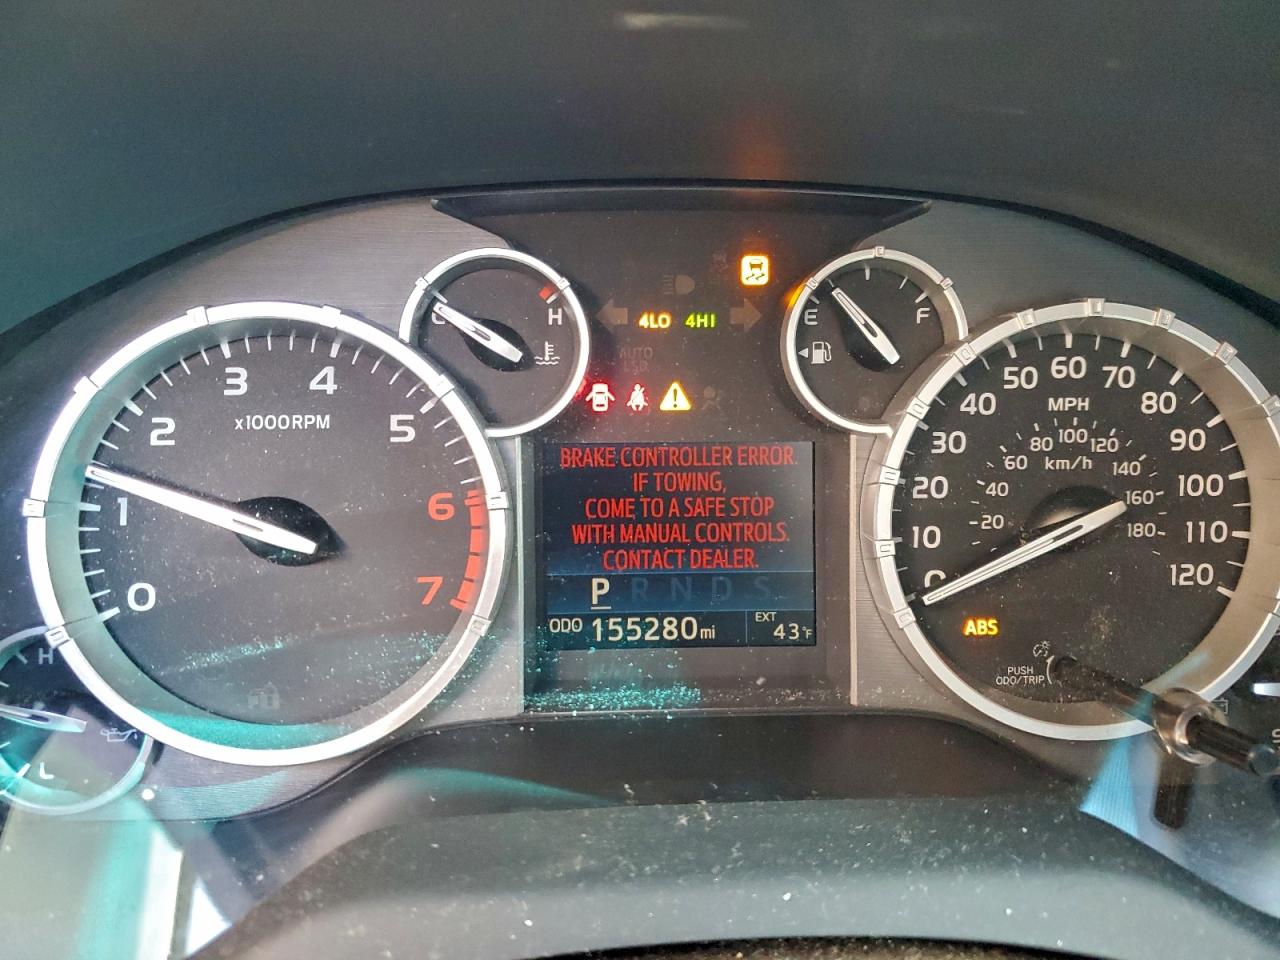 C H
4LO 4HI
AUTO
LSD
E F
0 1 2 3 4 5 6 7
x1000RPM
BRAKE CONTROLLER ERROR.
IF TOWING,
COME TO A SAFE STOP
WITH MANUAL CONTROLS.
CONTACT DEALER.
P R N D S
ODO 155280 mi
EXT
43°F
0 10 20 30 40 50 60 70 80 90 100 110 120
MPH
20 40 60 80 100 120 140 160 180
km/h
ABS
PUSH
ODO/TRIP
H
L